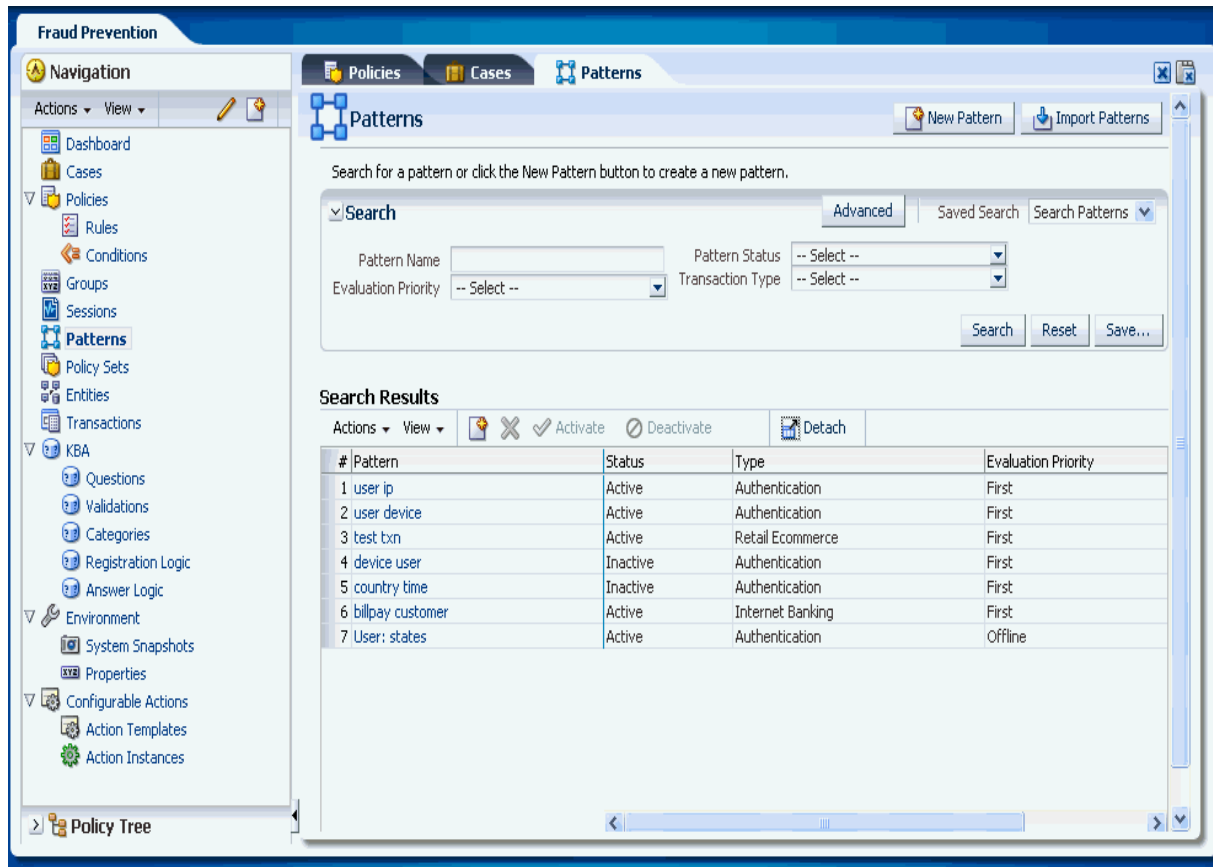 Fraud Prevention
Navigation
Actions View
Dashboard
Cases
Policies
Rules
Conditions
Groups
Sessions
Patterns
Policy Sets
Entities
Transactions
KBA
Questions
Validations
Categories
Registration Logic
Answer Logic
Environment
System Snapshots
Properties
Configurable Actions
Action Templates
Action Instances
Policy Tree
Policies Cases Patterns
Patterns New Pattern Import Patterns
Search for a pattern or click the New Pattern button to create a new pattern.
Search Advanced Saved Search Search Patterns
Pattern Name Pattern Status -- Select --
Evaluation Priority -- Select -- Transaction Type -- Select --
Search Reset Save...
Search Results
Actions View Activate Deactivate Detach
# Pattern Status Type Evaluation Priority
1 user ip Active Authentication First
2 user device Active Authentication First
3 test txn Active Retail Ecommerce First
4 device user Inactive Authentication First
5 country time Inactive Authentication First
6 billpay customer Active Internet Banking First
7 User: states Active Authentication Offline